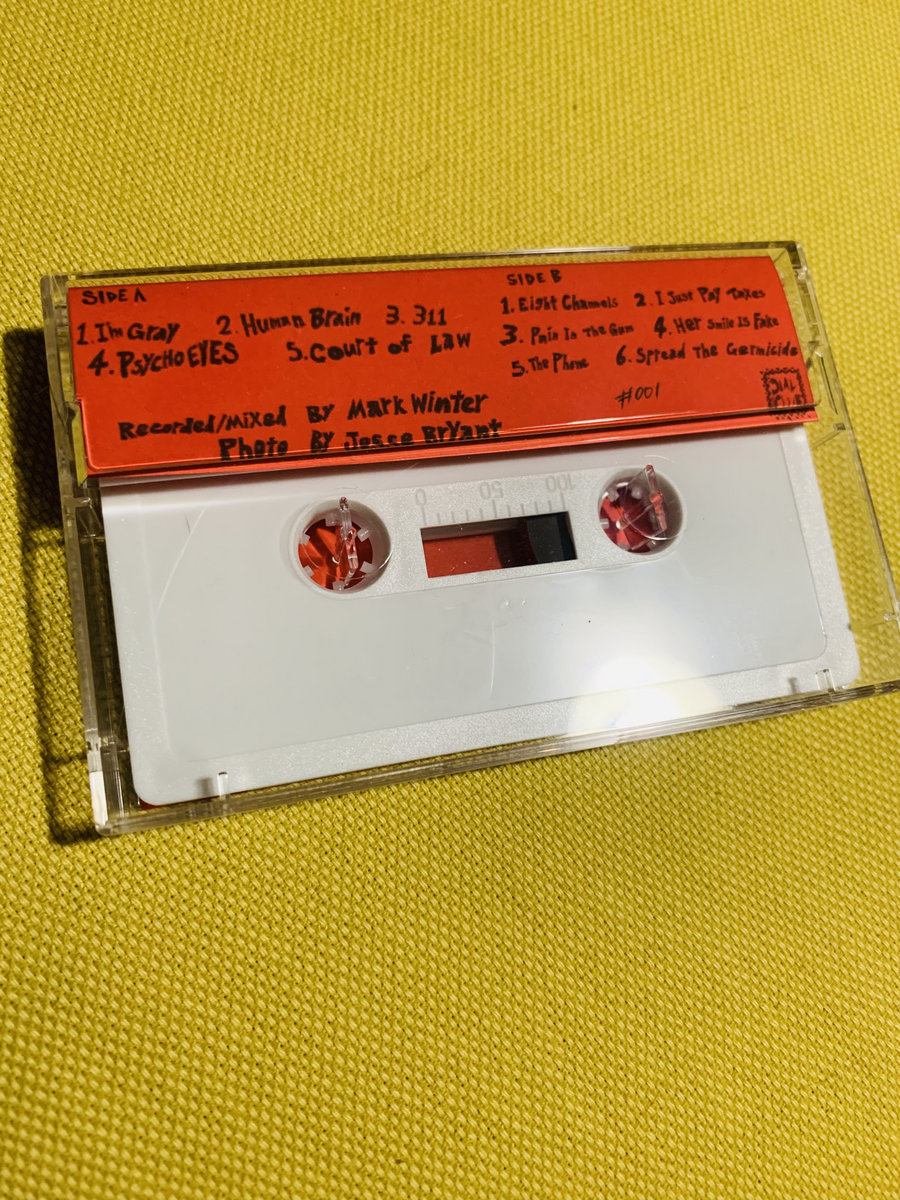 SIDE A
1. I'm Gray 2. Human Brain 3. 311
4. PSYCHO EYES 5. Court of Law
Recorded/Mixed By Mark Winter
Photo By Jesse Bryant
SIDE B
1. Eight Channels 2. I Just Pay Taxes
3. Pain In The Gum 4. Her Smile Is Fake
5. The Phone 6. Spread The Germicide
#001
DIAL
CLUB
0 50 100